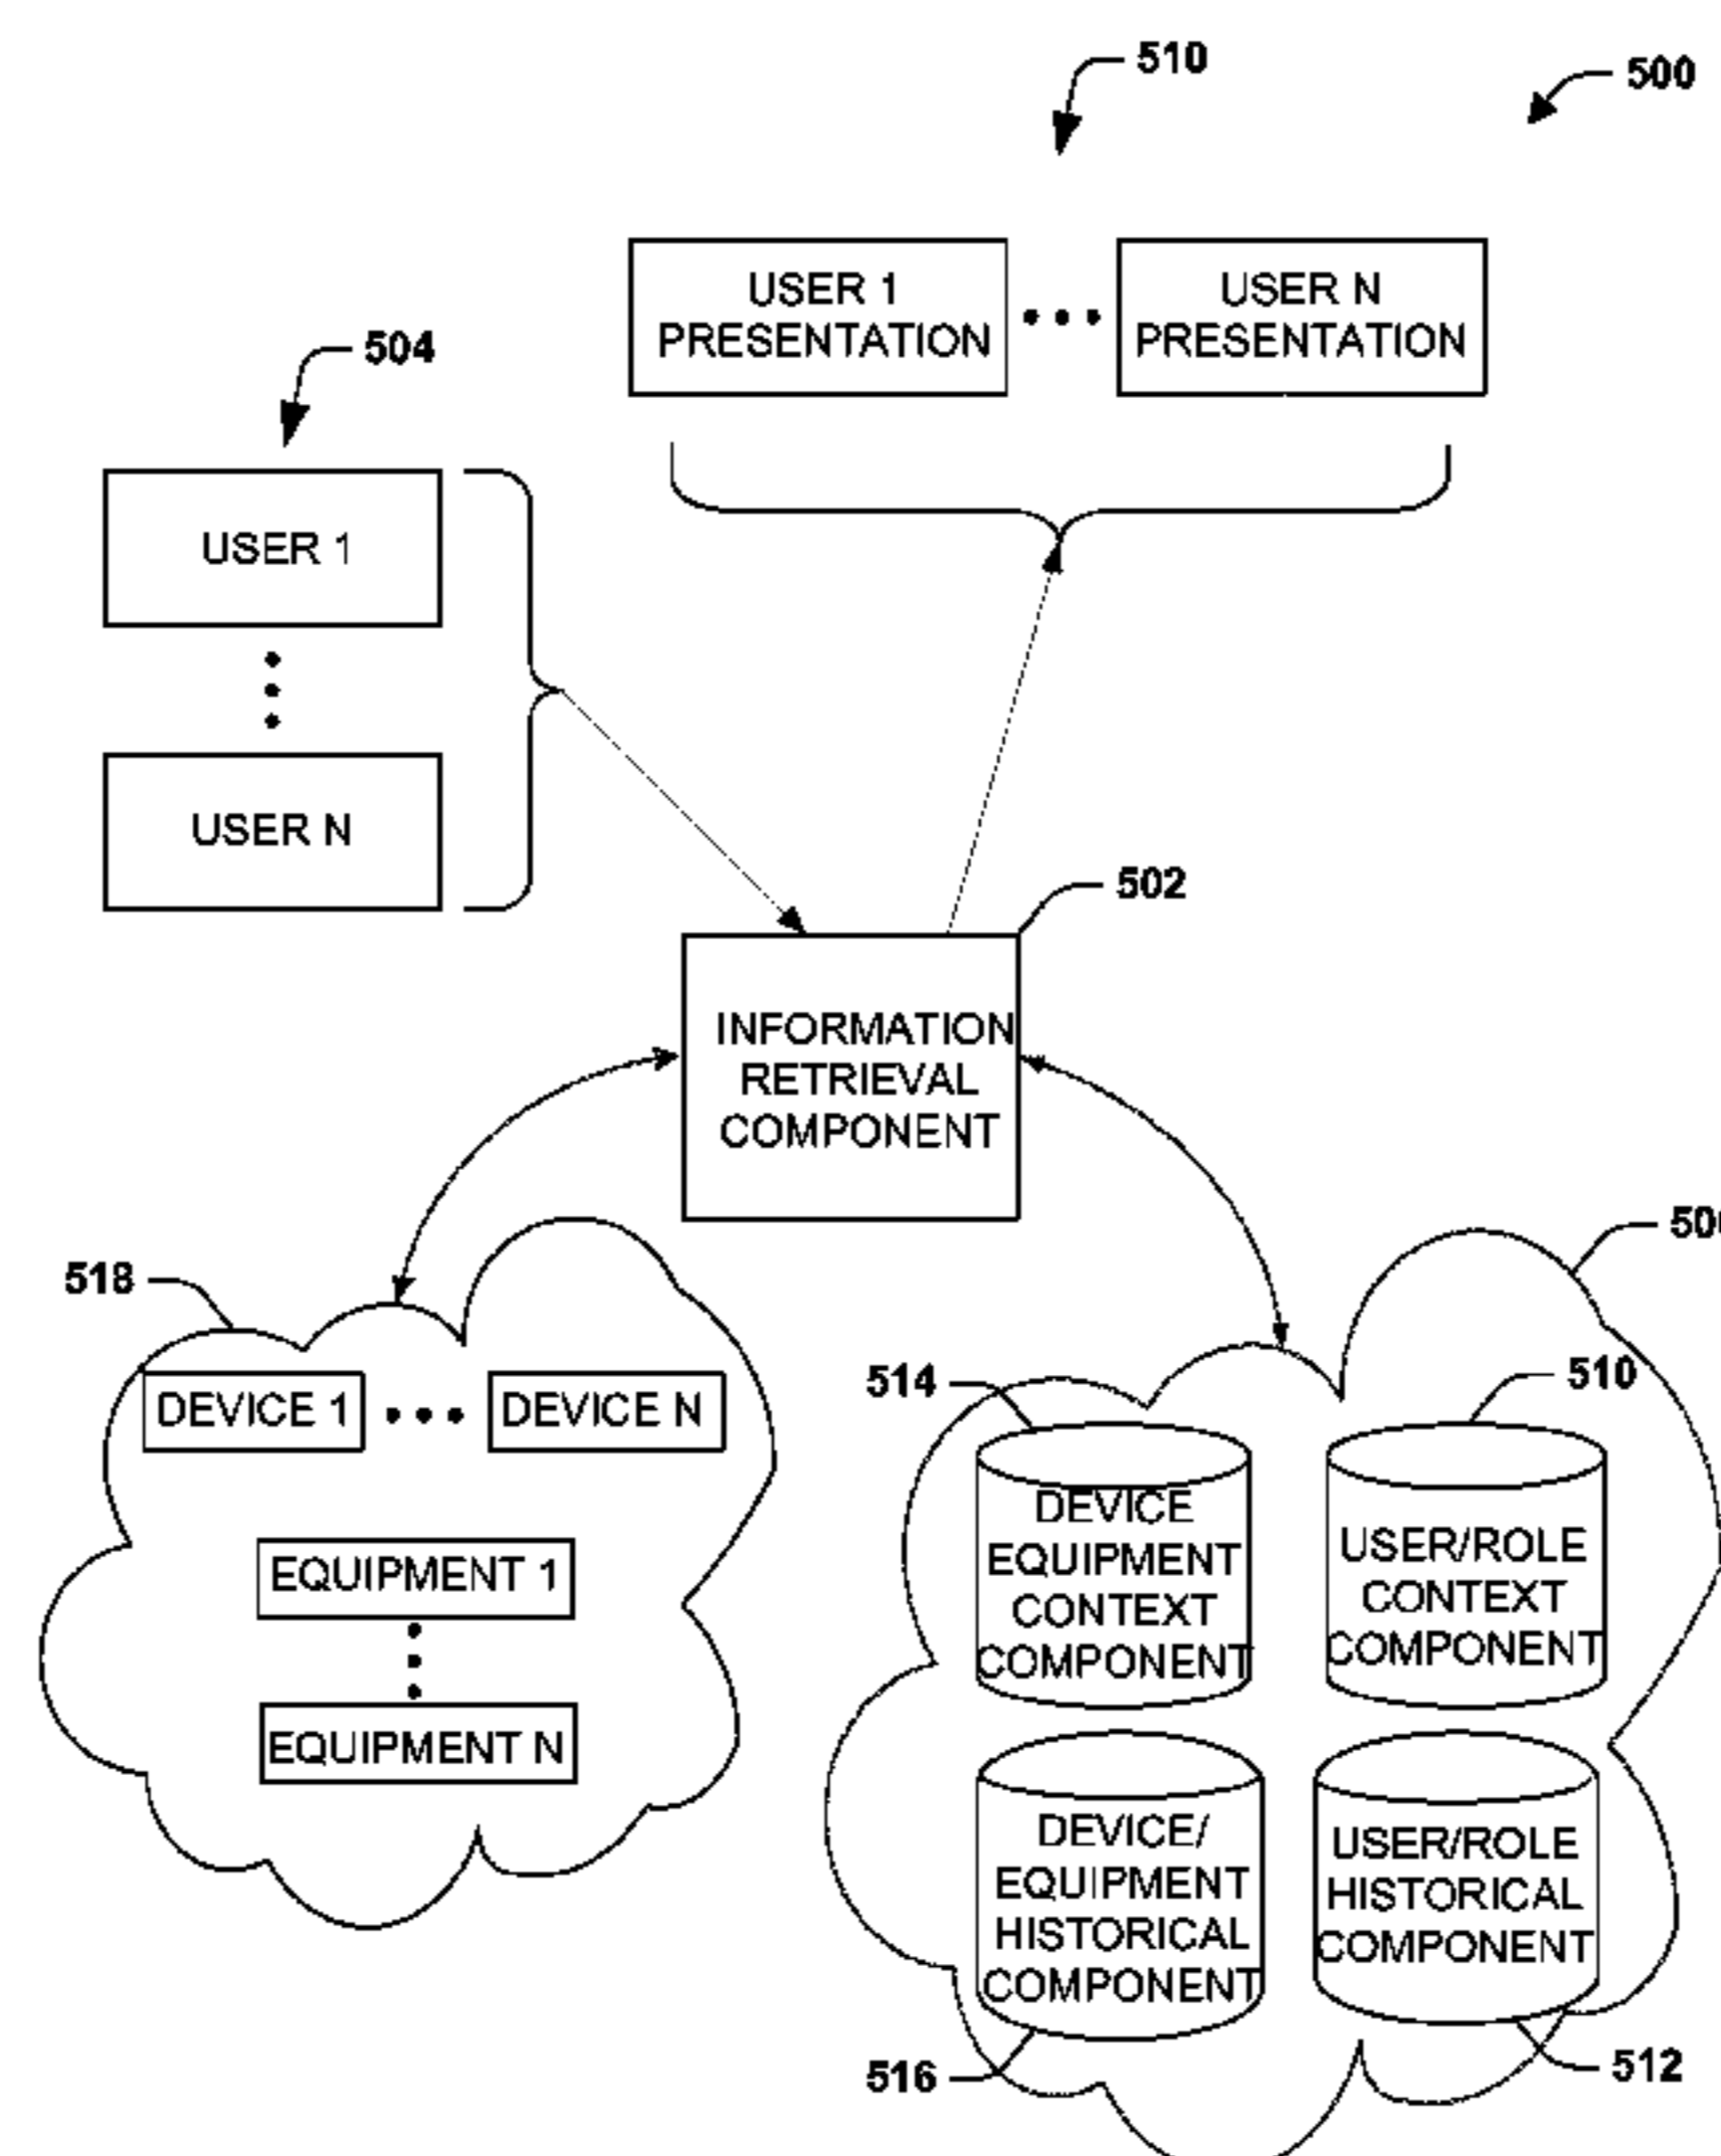 510
500
USER 1
PRESENTATION
USER N
PRESENTATION
504
USER 1
USER N
502
INFORMATION
RETRIEVAL
COMPONENT
518
DEVICE 1
DEVICE N
EQUIPMENT 1
EQUIPMENT N
514
510
DEVICE
EQUIPMENT
CONTEXT
COMPONENT
USER/ROLE
CONTEXT
COMPONENT
DEVICE/
EQUIPMENT
HISTORICAL
COMPONENT
USER/ROLE
HISTORICAL
COMPONENT
516
512